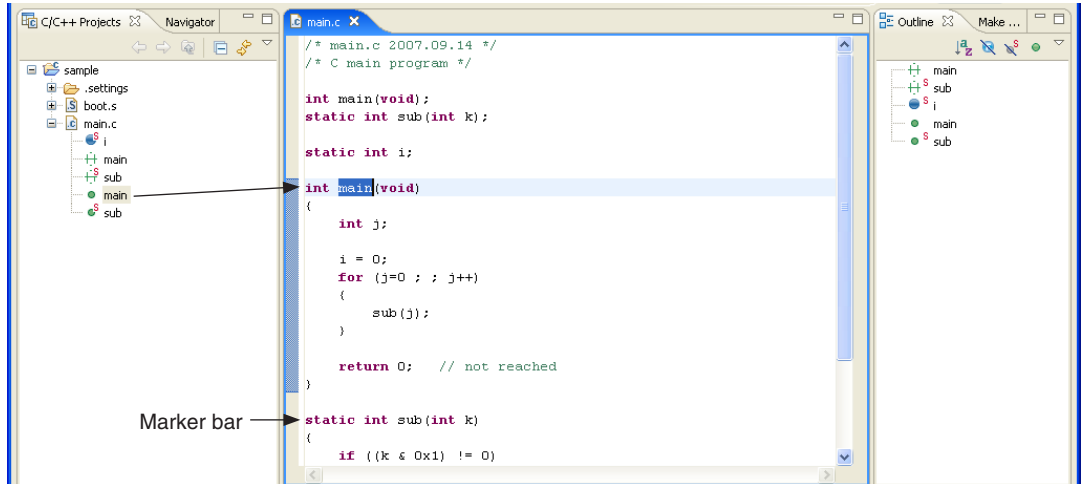 C/C++ Projects
Navigator
sample
.settings
boot.s
main.c
S i
main
S sub
main
S sub
main.c
/* main.c 2007.09.14 */
/* C main program */
int main(void);
static int sub(int k);
static int i;
int main(void)
{
int j;
i = 0;
for (j=0 ; ; j++)
{
sub(j);
}
return 0; // not reached
}
static int sub(int k)
{
if ((k & 0x1) != 0)
Marker bar
Outline
Make ...
main
S sub
S i
main
S sub